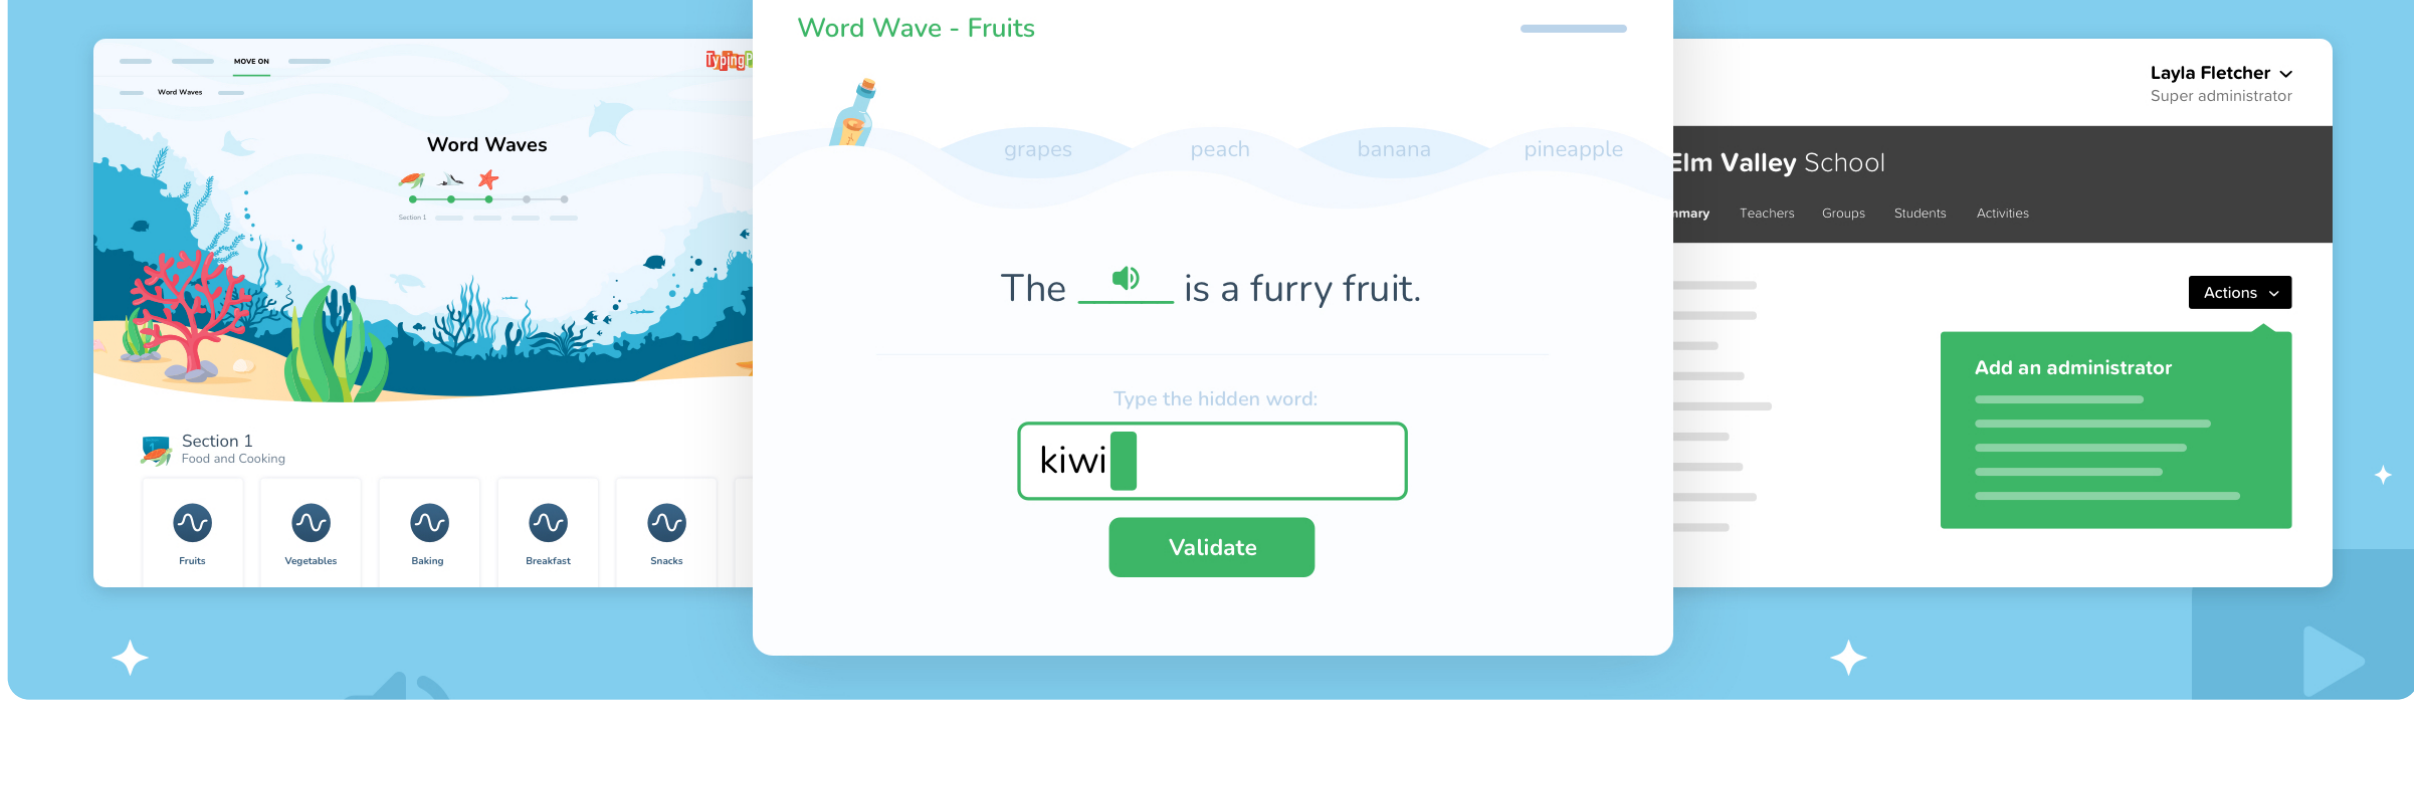 MOVE ON
Word Waves
Word Waves
Section 1
Section 1
Food and Cooking
Fruits
Vegetables
Baking
Breakfast
Snacks
Word Wave - Fruits
grapes peach banana pineapple
The is a furry fruit.
Type the hidden word:
kiwi
Validate
Layla Fletcher
Super administrator
Elm Valley School
mmary Teachers Groups Students Activities
Actions
Add an administrator